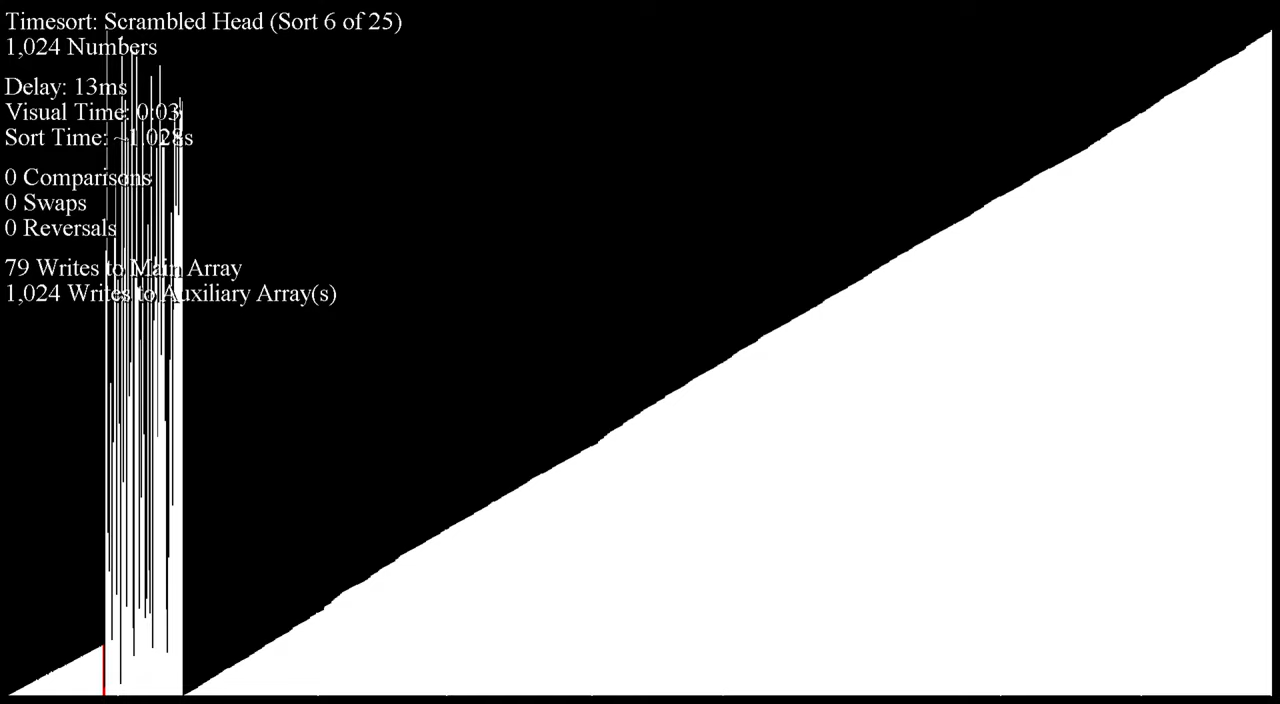 Timesort: Scrambled Head (Sort 6 of 25)
1,024 Numbers
Delay: 13ms
Visual Time: 0:03
Sort Time: ~1.028s
0 Comparisons
0 Swaps
0 Reversals
79 Writes to Main Array
1,024 Writes to Auxiliary Array(s)